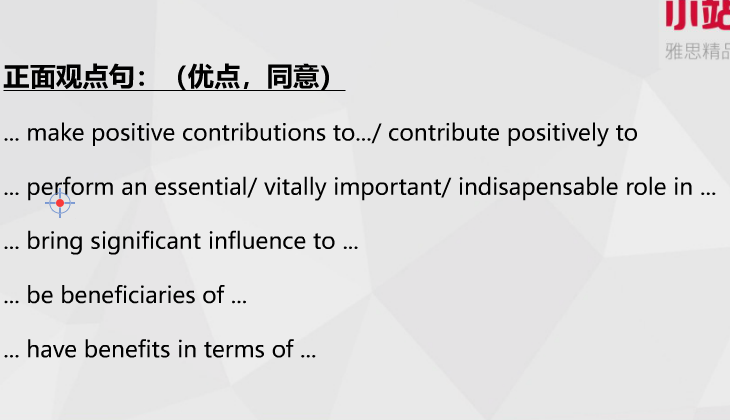 小站
雅思精品
正面观点句：（优点，同意）
... make positive contributions to.../ contribute positively to
... perform an essential/ vitally important/ indisapensable role in ...
... bring significant influence to ...
... be beneficiaries of ...
... have benefits in terms of ...